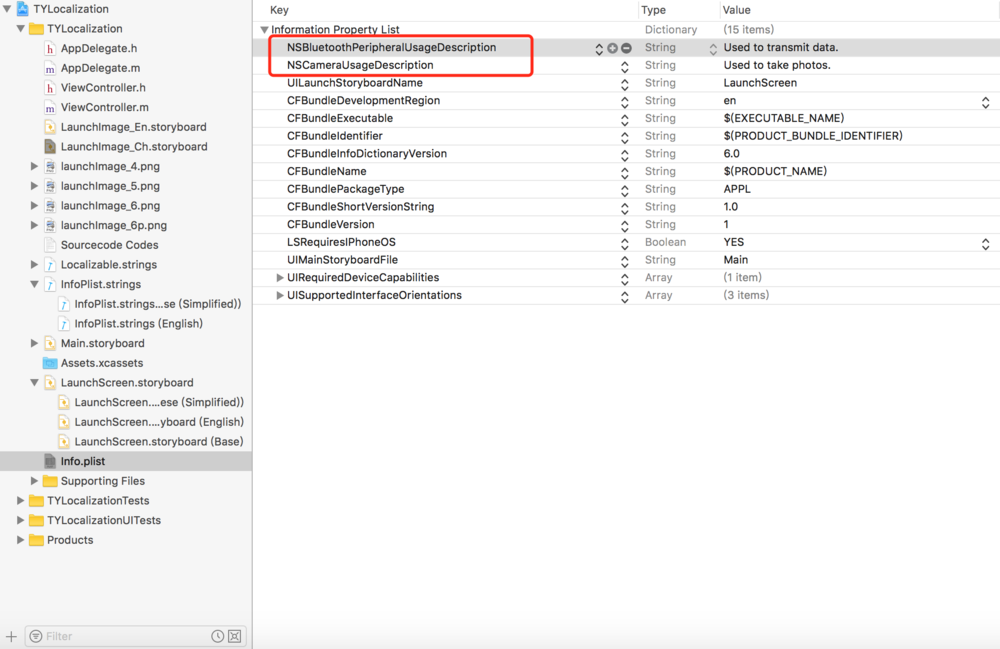 TYLocalization
TYLocalization
AppDelegate.h
AppDelegate.m
ViewController.h
ViewController.m
LaunchImage_En.storyboard
LaunchImage_Ch.storyboard
launchImage_4.png
launchImage_5.png
launchImage_6.png
launchImage_6p.png
Sourcecode Codes
Localizable.strings
InfoPlist.strings
InfoPlist.strings...se (Simplified))
InfoPlist.strings (English)
Main.storyboard
Assets.xcassets
LaunchScreen.storyboard
LaunchScreen....ese (Simplified))
LaunchScreen....yboard (English)
LaunchScreen.storyboard (Base)
Info.plist
Supporting Files
TYLocalizationTests
TYLocalizationUITests
Products
Filter
Key Type Value
Information Property List Dictionary (15 items)
NSBluetoothPeripheralUsageDescription String Used to transmit data.
NSCameraUsageDescription String Used to take photos.
UILaunchStoryboardName String LaunchScreen
CFBundleDevelopmentRegion String en
CFBundleExecutable String $(EXECUTABLE_NAME)
CFBundleIdentifier String $(PRODUCT_BUNDLE_IDENTIFIER)
CFBundleInfoDictionaryVersion String 6.0
CFBundleName String $(PRODUCT_NAME)
CFBundlePackageType String APPL
CFBundleShortVersionString String 1.0
CFBundleVersion String 1
LSRequiresIPhoneOS Boolean YES
UIMainStoryboardFile String Main
UIRequiredDeviceCapabilities Array (1 item)
UISupportedInterfaceOrientations Array (3 items)